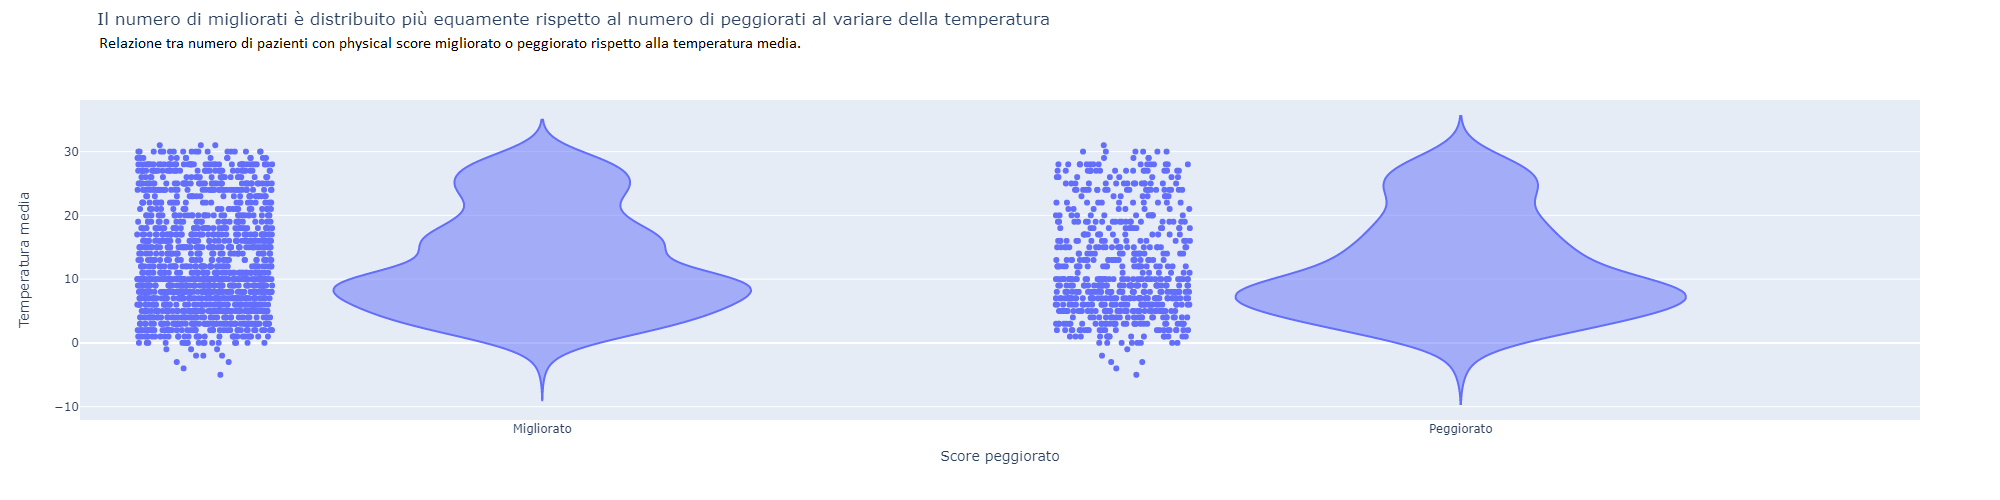 Il numero di migliorati è distribuito più equamente rispetto al numero di peggiorati al variare della temperatura
Relazione tra numero di pazienti con physical score migliorato o peggiorato rispetto alla temperatura media.
Temperatura media
30
20
10
0
−10
Migliorato
Peggiorato
Score peggiorato